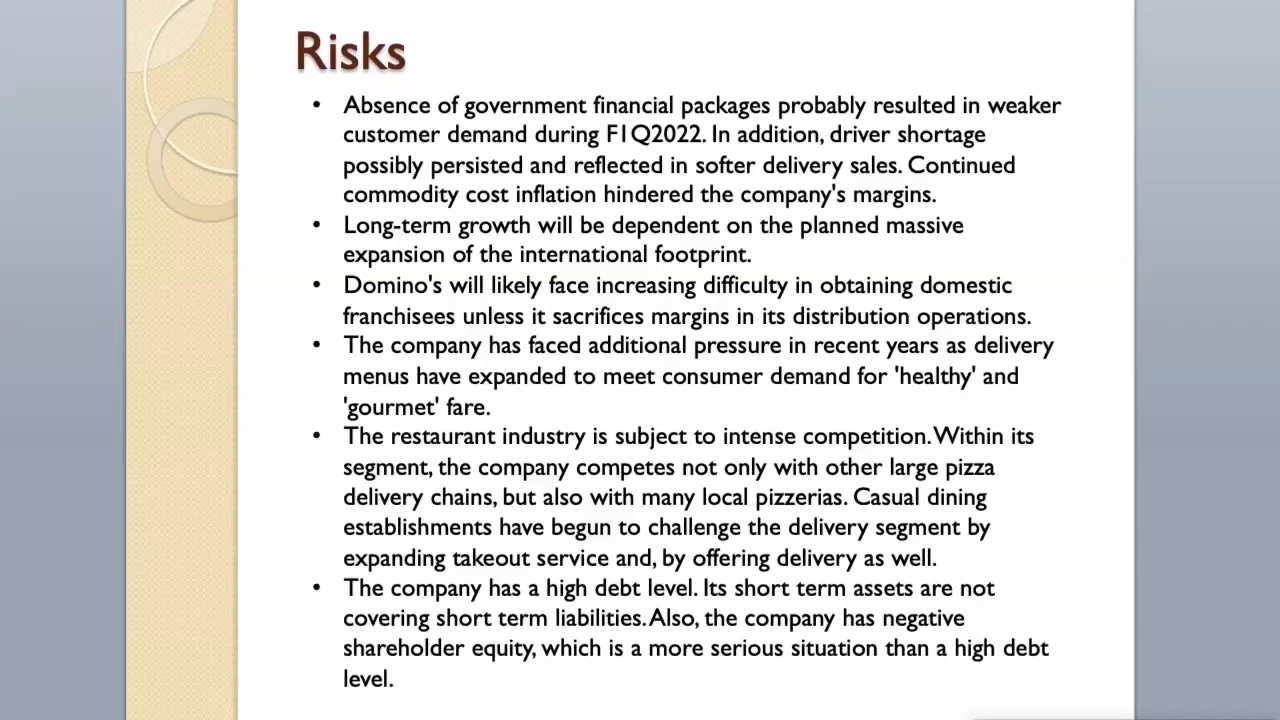 Risks
• Absence of government financial packages probably resulted in weaker
customer demand during F1Q2022. In addition, driver shortage
possibly persisted and reflected in softer delivery sales. Continued
commodity cost inflation hindered the company's margins.
• Long-term growth will be dependent on the planned massive
expansion of the international footprint.
• Domino's will likely face increasing difficulty in obtaining domestic
franchisees unless it sacrifices margins in its distribution operations.
• The company has faced additional pressure in recent years as delivery
menus have expanded to meet consumer demand for 'healthy' and
'gourmet' fare.
• The restaurant industry is subject to intense competition. Within its
segment, the company competes not only with other large pizza
delivery chains, but also with many local pizzerias. Casual dining
establishments have begun to challenge the delivery segment by
expanding takeout service and, by offering delivery as well.
• The company has a high debt level. Its short term assets are not
covering short term liabilities. Also, the company has negative
shareholder equity, which is a more serious situation than a high debt
level.